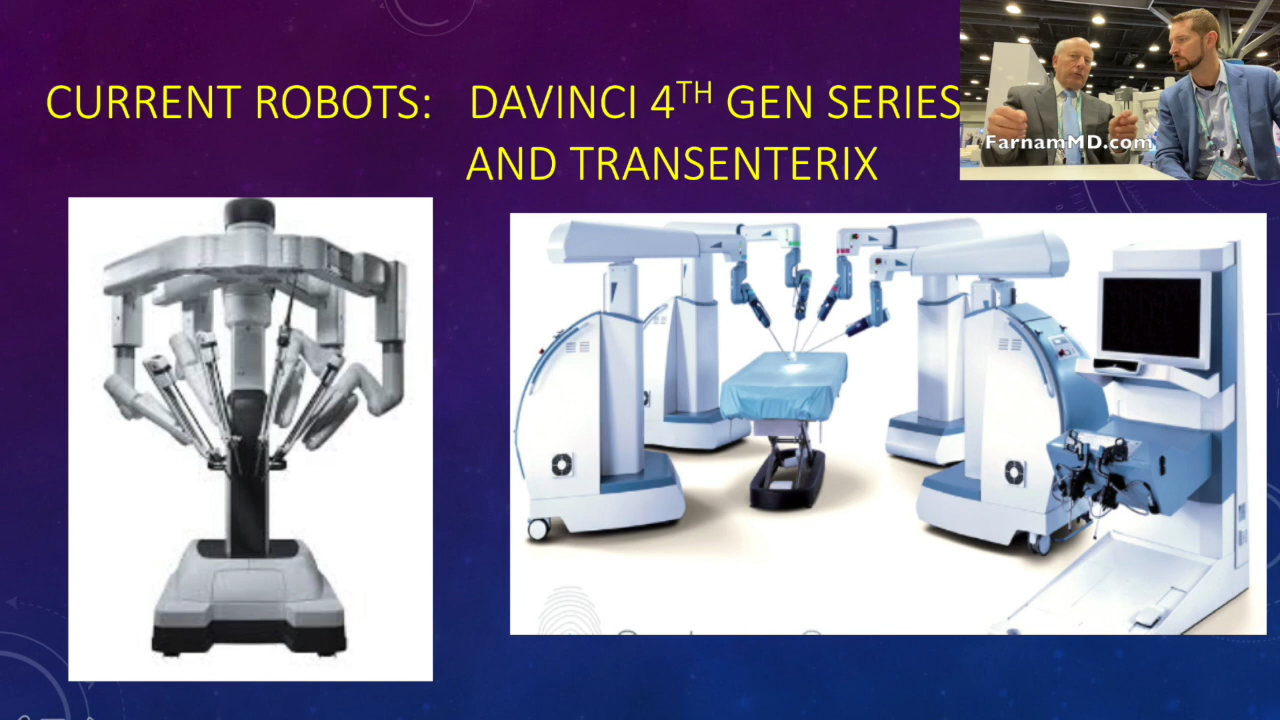 CURRENT ROBOTS: DAVINCI 4TH GEN SERIES
AND TRANSENTERIX
FarnamMD.com